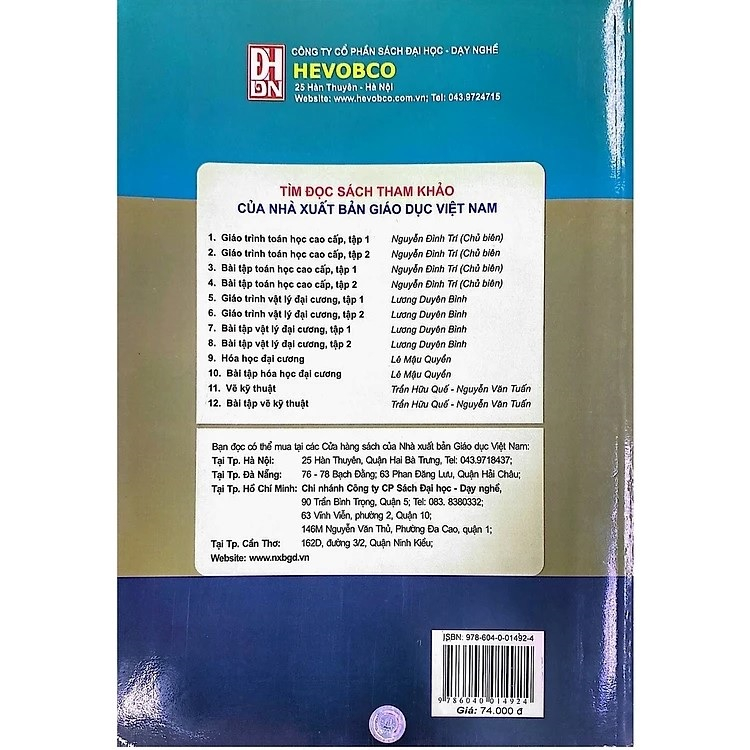 ĐH
DN
CÔNG TY CỔ PHẦN SÁCH ĐẠI HỌC - DẠY NGHỀ
HEVOBCO
25 Hàn Thuyên - Hà Nội
Website: www.hevobco.com.vn; Tel: 043.9724715
TÌM ĐỌC SÁCH THAM KHẢO
CỦA NHÀ XUẤT BẢN GIÁO DỤC VIỆT NAM
1. Giáo trình toán học cao cấp, tập 1 Nguyễn Đình Trí (Chủ biên)
2. Giáo trình toán học cao cấp, tập 2 Nguyễn Đình Trí (Chủ biên
3. Bài tập toán học cao cấp, tập 1 Nguyễn Đình Trí (Chủ biên)
4. Bài tập toán học cao cấp, tập 2 Nguyễn Đình Trí (Chủ biên)
5. Giáo trình vật lý đại cương, tập 1 Lương Duyên Bình
6. Giáo trình vật lý đại cương, tập 2 Lương Duyên Bình
7. Bài tập vật lý đại cương, tập 1 Lương Duyên Bình
8. Bài tập vật lý đại cương, tập 2 Lương Duyên Bình
9. Hóa học đại cương Lê Mậu Quyền
10. Bài tập hóa học đại cương Lê Mậu Quyền
11. Vẽ kỹ thuật Trần Hữu Quế - Nguyễn Văn Tuấn
12. Bài tập vẽ kỹ thuật Trần Hữu Quế - Nguyễn Văn Tuấn
Bạn đọc có thể mua tại các Cửa hàng sách của Nhà xuất bản Giáo dục Việt Nam:
Tại Tp. Hà Nội: 25 Hàn Thuyên, Quận Hai Bà Trưng, Tel: 043.9718437;
Tại Tp. Đà Nẵng: 76 - 78 Bạch Đằng; 63 Phan Đăng Lưu, Quận Hải Châu;
Tại Tp. Hồ Chí Minh: Chi nhánh Công ty CP Sách Đại học - Dạy nghề,
90 Trần Bình Trọng, Quận 5; Tel: 083. 8380332;
63 Vĩnh Viễn, phường 2, Quận 10;
146M Nguyễn Văn Thủ, Phường Đa Cao, quận 1;
Tại Tp. Cần Thơ: 162D, đường 3/2, Quận Ninh Kiều;
Website: www.nxbgd.vn
ISBN: 978-604-0-01492-4
9 786040 014924
Giá: 74.000 đ